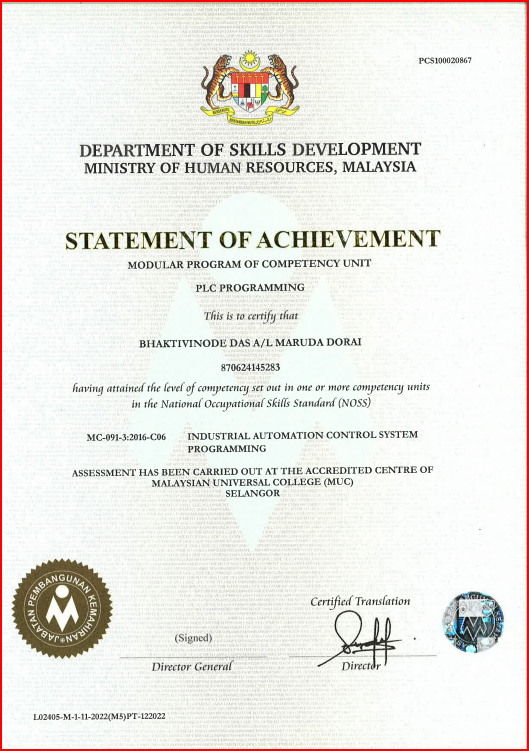 PCS100020867
DEPARTMENT OF SKILLS DEVELOPMENT
MINISTRY OF HUMAN RESOURCES, MALAYSIA
STATEMENT OF ACHIEVEMENT
MODULAR PROGRAM OF COMPETENCY UNIT
PLC PROGRAMMING
This is to certify that
BHAKTIVINODE DAS A/L MARUDA DORAI
870624145283
having attained the level of competency set out in one or more competency units
in the National Occupational Skills Standard (NOSS)
MC-091-3:2016-C06 INDUSTRIAL AUTOMATION CONTROL SYSTEM
PROGRAMMING
ASSESSMENT HAS BEEN CARRIED OUT AT THE ACCREDITED CENTRE OF
MALAYSIAN UNIVERSAL COLLEGE (MUC)
SELANGOR
JABATAN PEMBANGUNAN KEMAHIRAN
Certified Translation
(Signed)
Director General Director
L02405-M-1-11-2022(M5)PT-122022